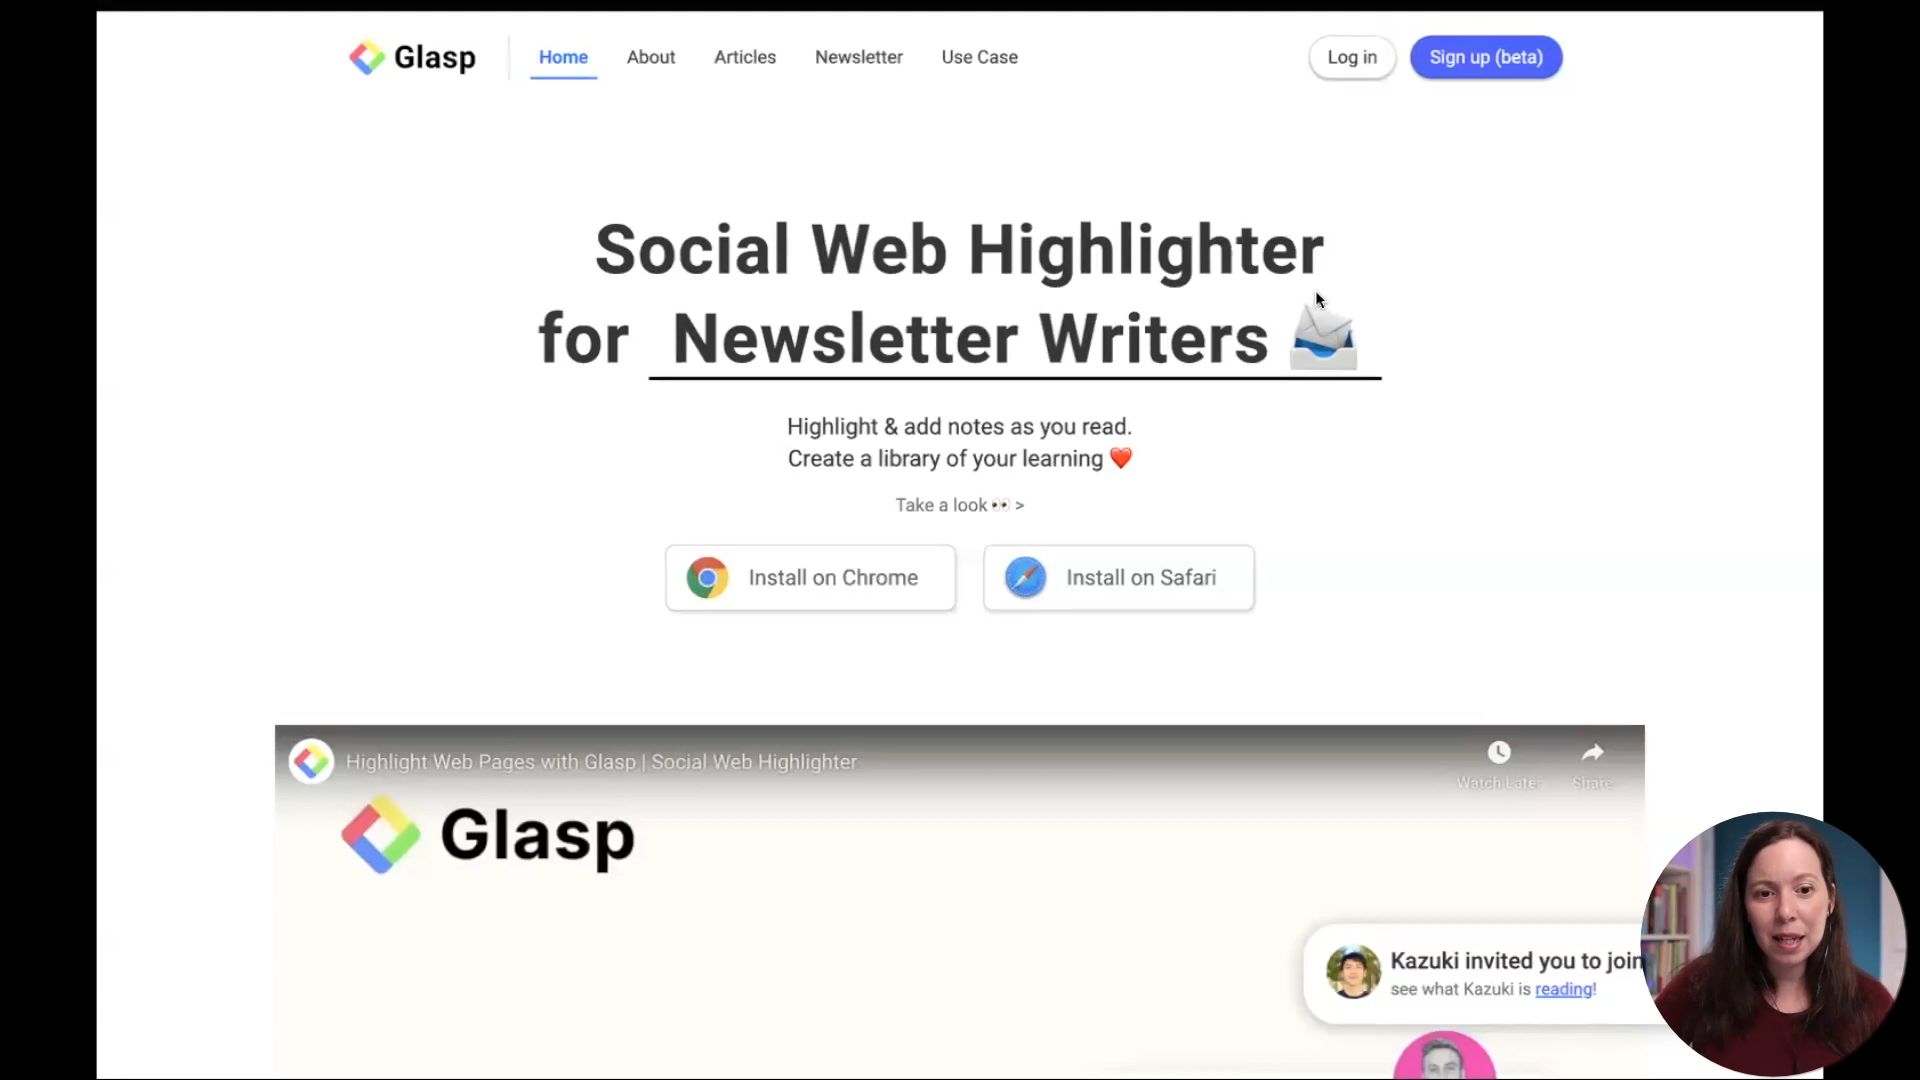 Glasp
Home
About
Articles
Newsletter
Use Case
Log in
Sign up (beta)
Social Web Highlighter
for Newsletter Writers
Highlight & add notes as you read.
Create a library of your learning ❤️
Take a look 👀 >
Install on Chrome
Install on Safari
Highlight Web Pages with Glasp | Social Web Highlighter
Watch Later
Share
Glasp
Kazuki invited you to join
see what Kazuki is reading!